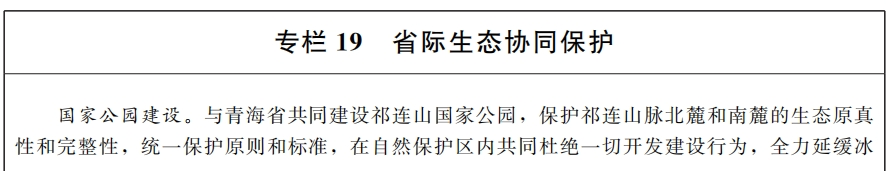 专栏 19 省际生态协同保护
国家公园建设。与青海省共同建设祁连山国家公园，保护祁连山脉北麓和南麓的生态原真
性和完整性，统一保护原则和标准，在自然保护区内共同杜绝一切开发建设行为，全力延缓冰